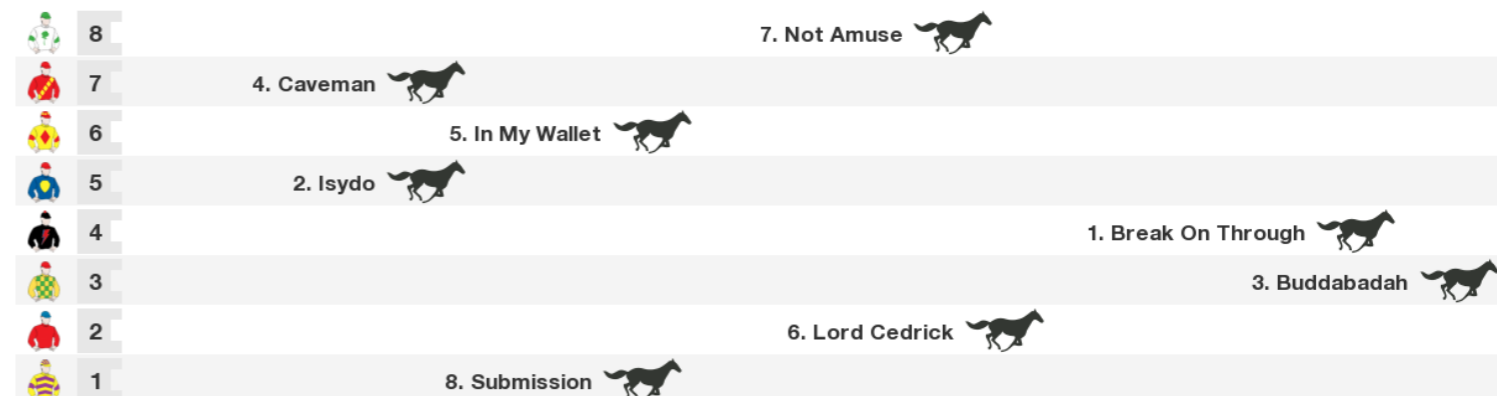 8 7. Not Amuse
7 4. Caveman
6 5. In My Wallet
5 2. Isydo
4 1. Break On Through
3 3. Buddabadah
2 6. Lord Cedrick
1 8. Submission